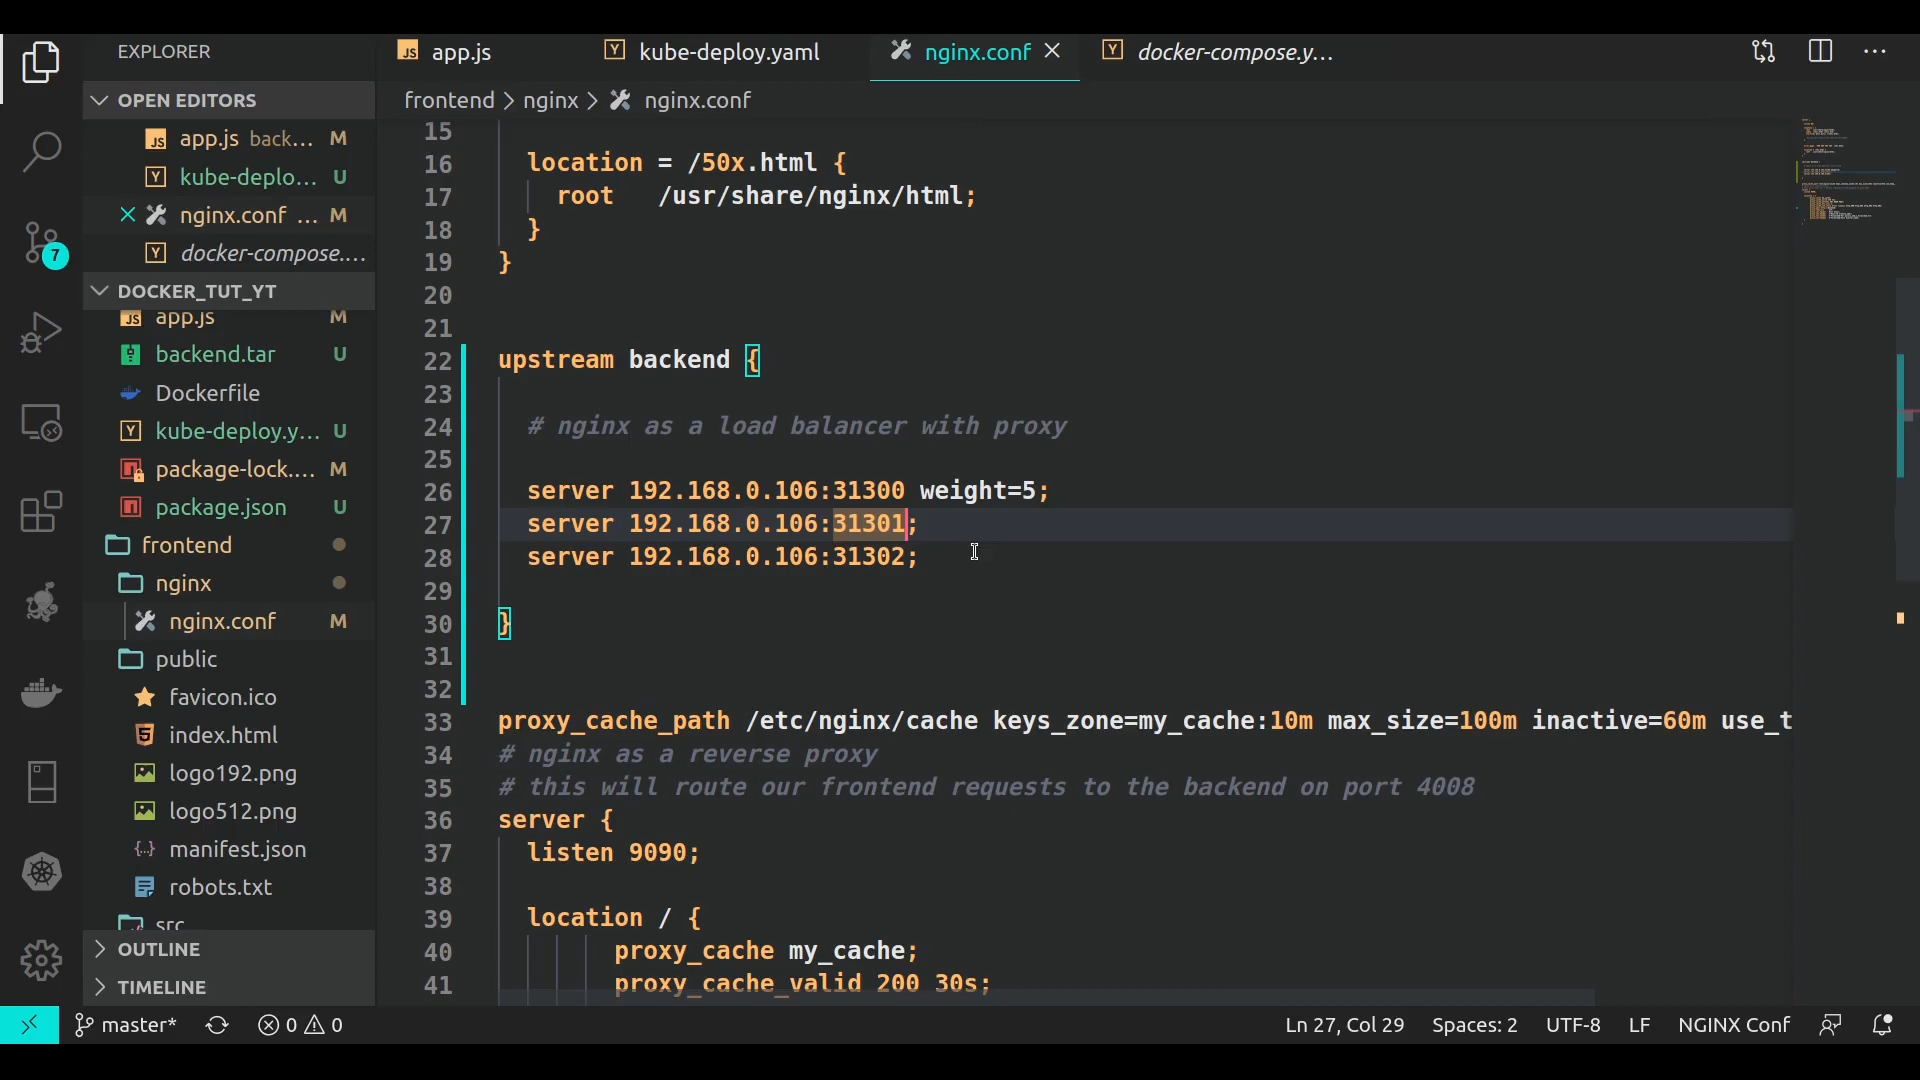 EXPLORER
OPEN EDITORS
app.js back... M
kube-deplo... U
nginx.conf ... M
docker-compose.... 
7
DOCKER_TUT_YT
app.js M
backend.tar U
Dockerfile
kube-deploy.y... U
package-lock.... M
package.json U
frontend
nginx
nginx.conf M
public
favicon.ico
index.html
logo192.png
logo512.png
manifest.json
robots.txt
src
OUTLINE
TIMELINE
app.js
kube-deploy.yaml
nginx.conf
docker-compose.y...
frontend > nginx > nginx.conf
15
16 location = /50x.html {
17 root /usr/share/nginx/html;
18 }
19 }
20
21
22 upstream backend {
23
24 # nginx as a load balancer with proxy
25
26 server 192.168.0.106:31300 weight=5;
27 server 192.168.0.106:31301;
28 server 192.168.0.106:31302;
29
30 }
31
32
33 proxy_cache_path /etc/nginx/cache keys_zone=my_cache:10m max_size=100m inactive=60m use_t
34 # nginx as a reverse proxy
35 # this will route our frontend requests to the backend on port 4008
36 server {
37 listen 9090;
38
39 location / {
40 proxy_cache my_cache;
41 proxy_cache_valid 200 30s;
master* 0 0
Ln 27, Col 29 Spaces: 2 UTF-8 LF NGINX Conf